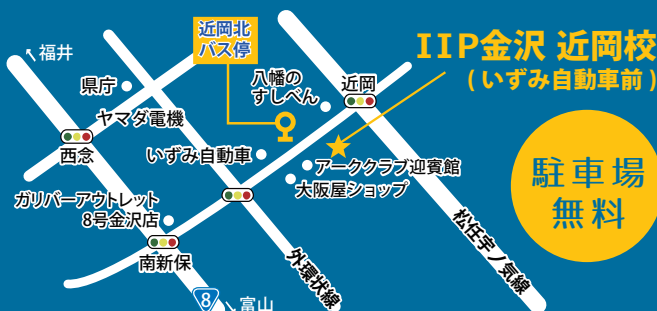 近岡北
バス停
IIP金沢 近岡校
(いずみ自動車前)
福井
県庁
八幡の
すしべん
近岡
ヤマダ電機
西念
いずみ自動車
アーククラブ迎賓館
大阪屋ショップ
駐車場
無料
ガリバーアウトレット
8号金沢店
南新保
外環状線
松任宇ノ気線
8
富山